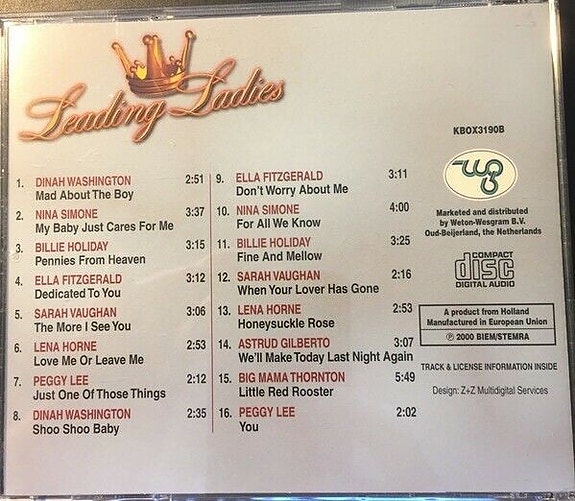 Leading Ladies
KBOX3190B
1. DINAH WASHINGTON 2:51
Mad About The Boy
2. NINA SIMONE 3:37
My Baby Just Cares For Me
3. BILLIE HOLIDAY 3:15
Pennies From Heaven
4. ELLA FITZGERALD 3:12
Dedicated To You
5. SARAH VAUGHAN 3:06
The More I See You
6. LENA HORNE 2:53
Love Me Or Leave Me
7. PEGGY LEE 2:12
Just One Of Those Things
8. DINAH WASHINGTON 2:35
Shoo Shoo Baby
9. ELLA FITZGERALD 3:11
Don't Worry About Me
10. NINA SIMONE 4:00
For All We Know
11. BILLIE HOLIDAY 3:25
Fine And Mellow
12. SARAH VAUGHAN 2:16
When Your Lover Has Gone
13. LENA HORNE 2:53
Honeysuckle Rose
14. ASTRUD GILBERTO 3:07
We'll Make Today Last Night Again
15. BIG MAMA THORNTON 5:49
Little Red Rooster
16. PEGGY LEE 2:02
You
Marketed and distributed
by Weton-Wesgram B.V.
Oud-Beijerland, the Netherlands
COMPACT
disc
DIGITAL AUDIO
A product from Holland
Manufactured in European Union
℗ 2000 BIEM/STEMRA
TRACK & LICENSE INFORMATION INSIDE
Design: Z+Z Multidigital Services